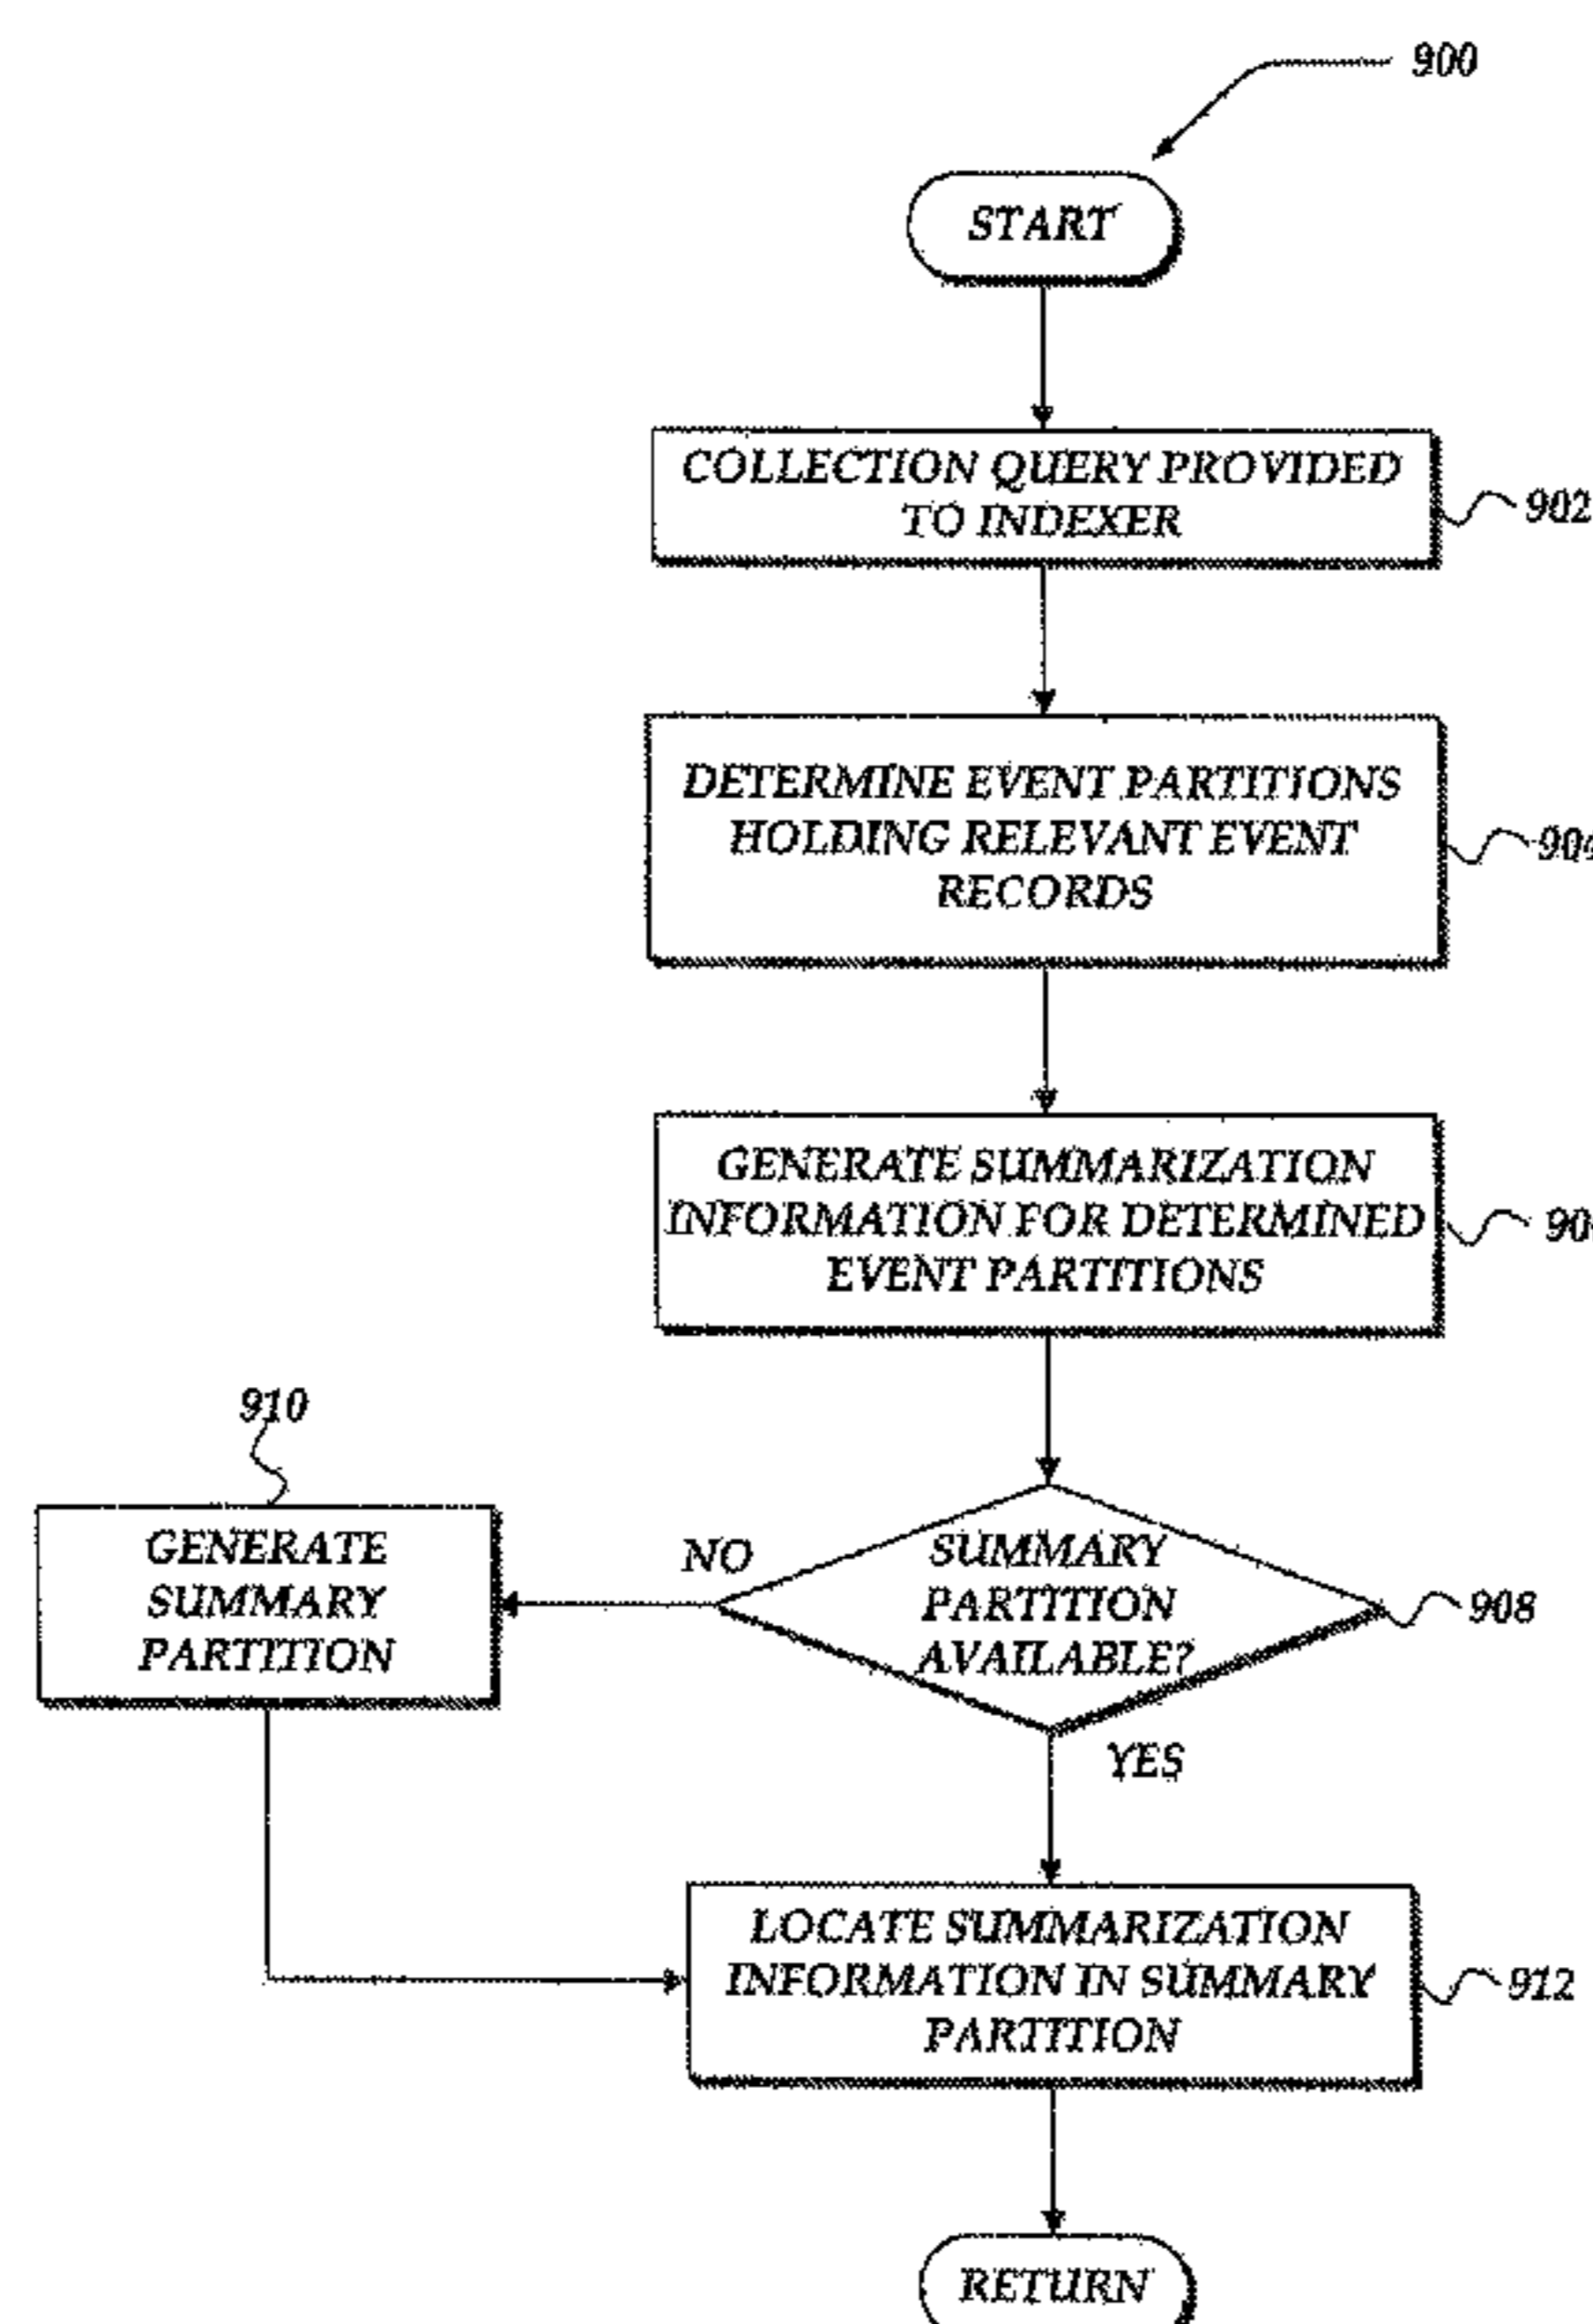 900
START
COLLECTION QUERY PROVIDED
TO INDEXER
902
DETERMINE EVENT PARTITIONS
HOLDING RELEVANT EVENT
RECORDS
GENERATE SUMMARIZATION
INFORMATION FOR DETERMINED
EVENT PARTITIONS
910
GENERATE
SUMMARY
PARTITION
NO
SUMMARY
PARTITION
AVAILABLE?
908
YES
LOCATE SUMMARIZATION
INFORMATION IN SUMMARY
PARTITION
912
RETURN